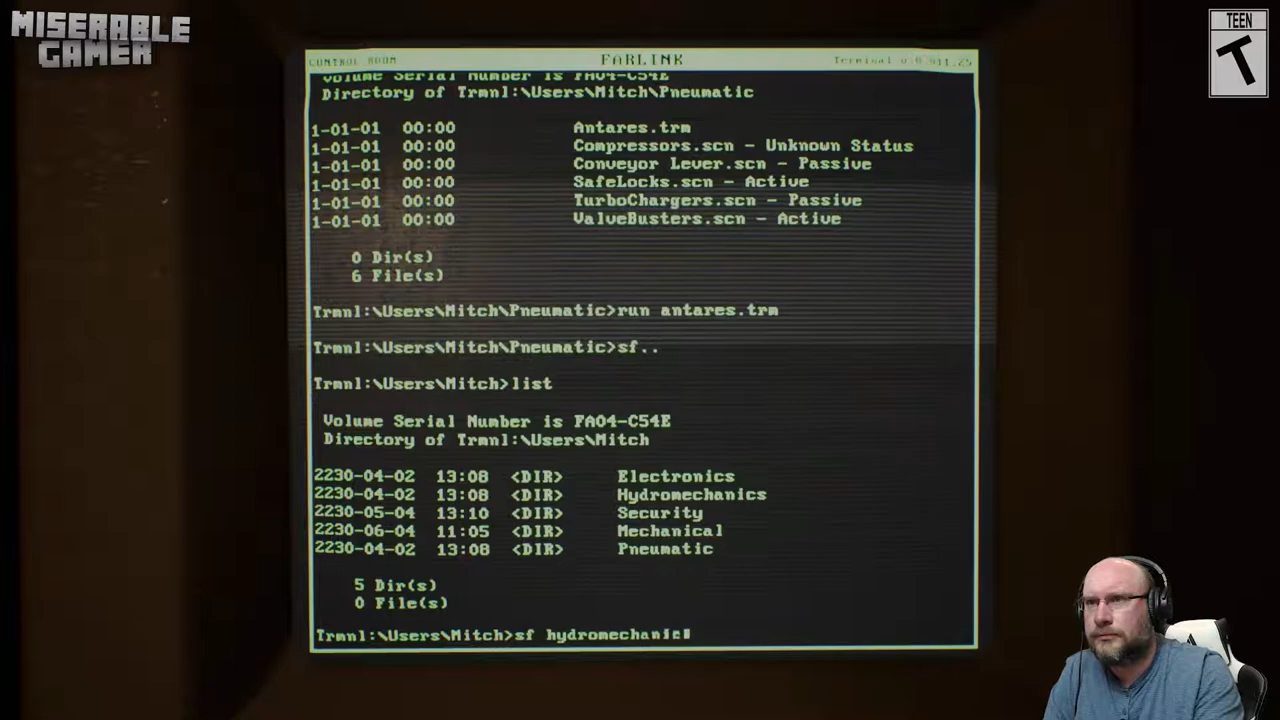 MISERABLE
GAMER
TEEN
T
CONTROL ROOM
FARLINK
Volume Serial Number is FA04-C54E
Directory of Trmnl:\Users\Mitch\Pneumatic
1-01-01 00:00 Antares.trm
1-01-01 00:00 Compressors.scn - Unknown Status
1-01-01 00:00 Conveyor Lever.scn - Passive
1-01-01 00:00 SafeLocks.scn - Active
1-01-01 00:00 TurboChargers.scn - Passive
1-01-01 00:00 ValveBusters.scn - Active
0 Dir(s)
6 File(s)
Trmnl:\Users\Mitch\Pneumatic>run antares.trm
Trmnl:\Users\Mitch\Pneumatic>sf..
Trmnl:\Users\Mitch>list
Volume Serial Number is FA04-C54E
Directory of Trmnl:\Users\Mitch
2230-04-02 13:08 <DIR> Electronics
2230-04-02 13:08 <DIR> Hydromechanics
2230-05-04 13:10 <DIR> Security
2230-06-04 11:05 <DIR> Mechanical
2230-04-02 13:08 <DIR> Pneumatic
5 Dir(s)
0 File(s)
Trmnl:\Users\Mitch>sf hydromechanic